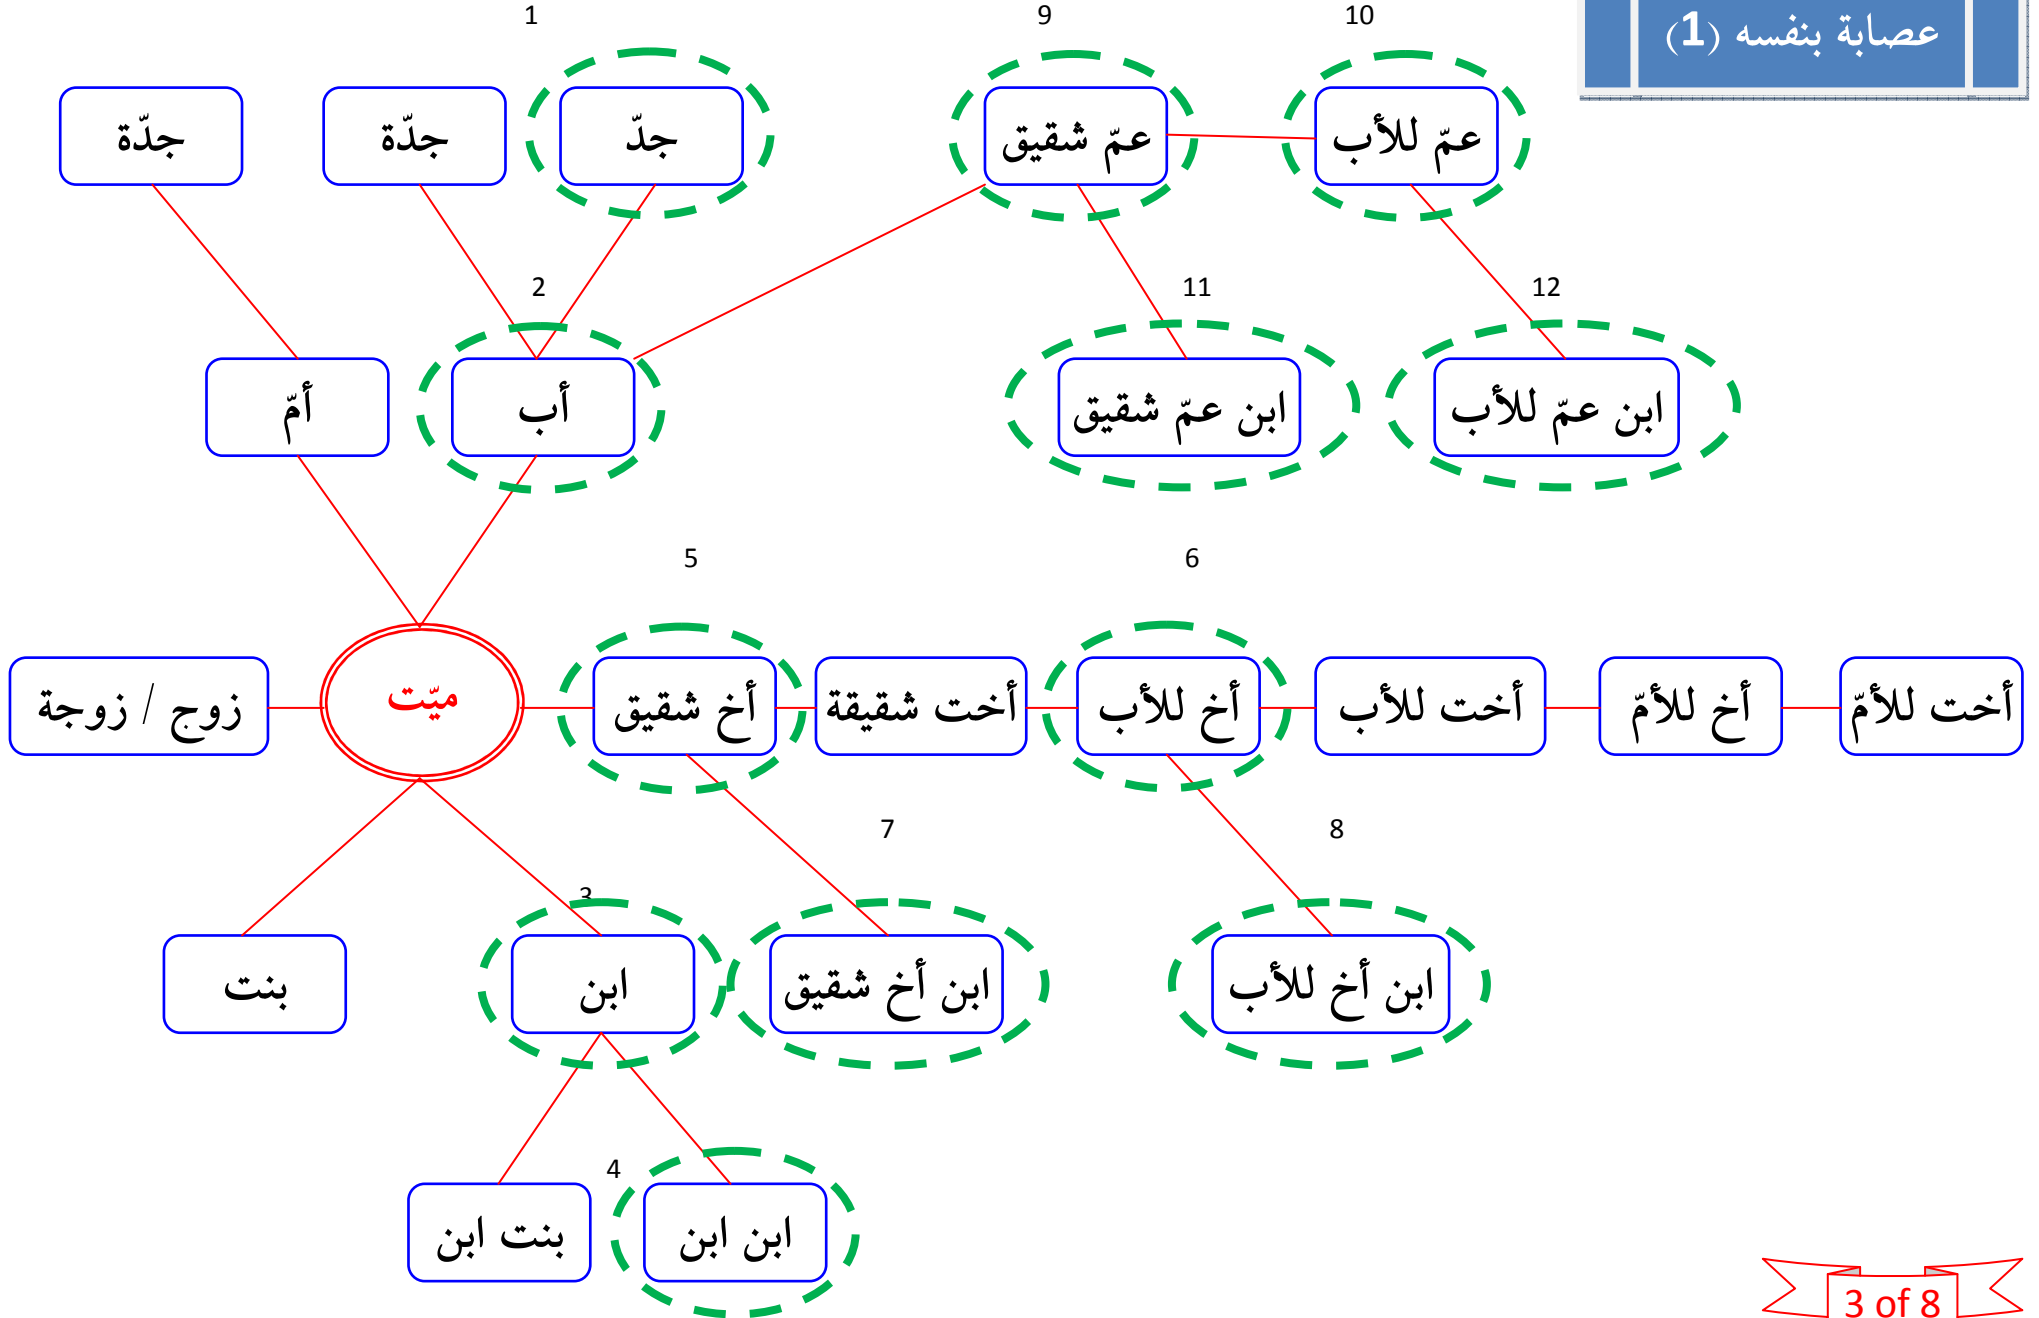 عصابة بنفسه (1)
1
9
10
جدّة
جدّة
جدّ
عمّ شقيق
عمّ للأب
2
11
12
أمّ
أب
ابن عمّ شقيق
ابن عمّ للأب
5
6
زوج / زوجة
ميّت
أخ شقيق
أخت شقيقة
أخ للأب
أخت للأب
أخ للأمّ
أخت للأمّ
7
8
3
بنت
ابن
ابن أخ شقيق
ابن أخ للأب
4
بنت ابن
ابن ابن
3 of 8